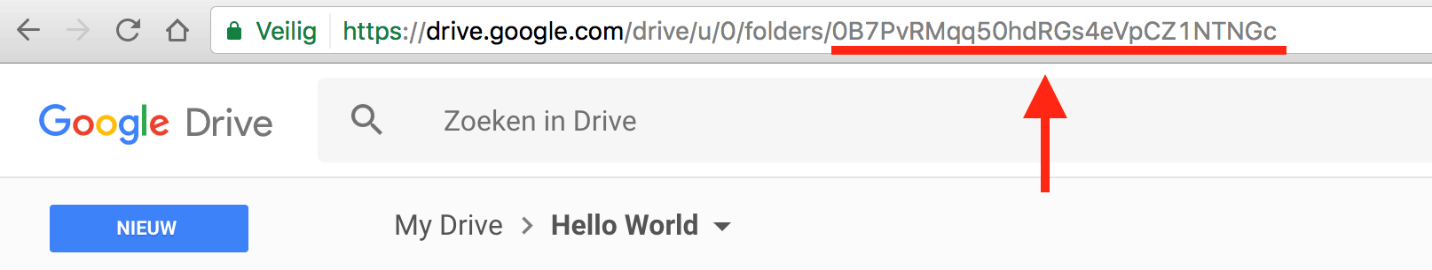 Veilig https://drive.google.com/drive/u/0/folders/0B7PvRMqq50hdRGs4eVpCZ1NTNGc
Google Drive Zoeken in Drive
NIEUW My Drive > Hello World